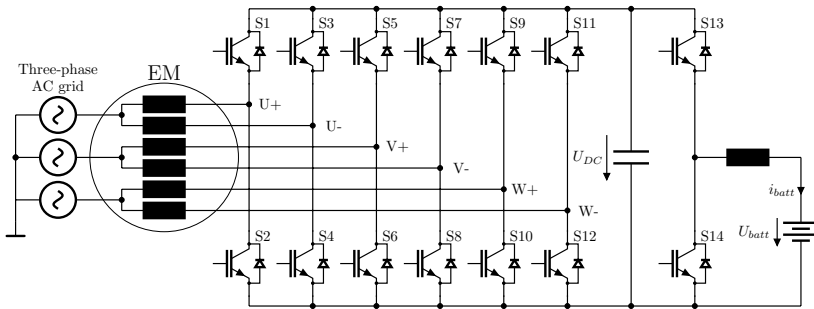 S1 S3 S5 S7 S9 S11 S13
Three-phase
AC grid
EM
U+
U-
V+
V-
W+
W-
U_DC
i_batt
U_batt
S2 S4 S6 S8 S10 S12 S14